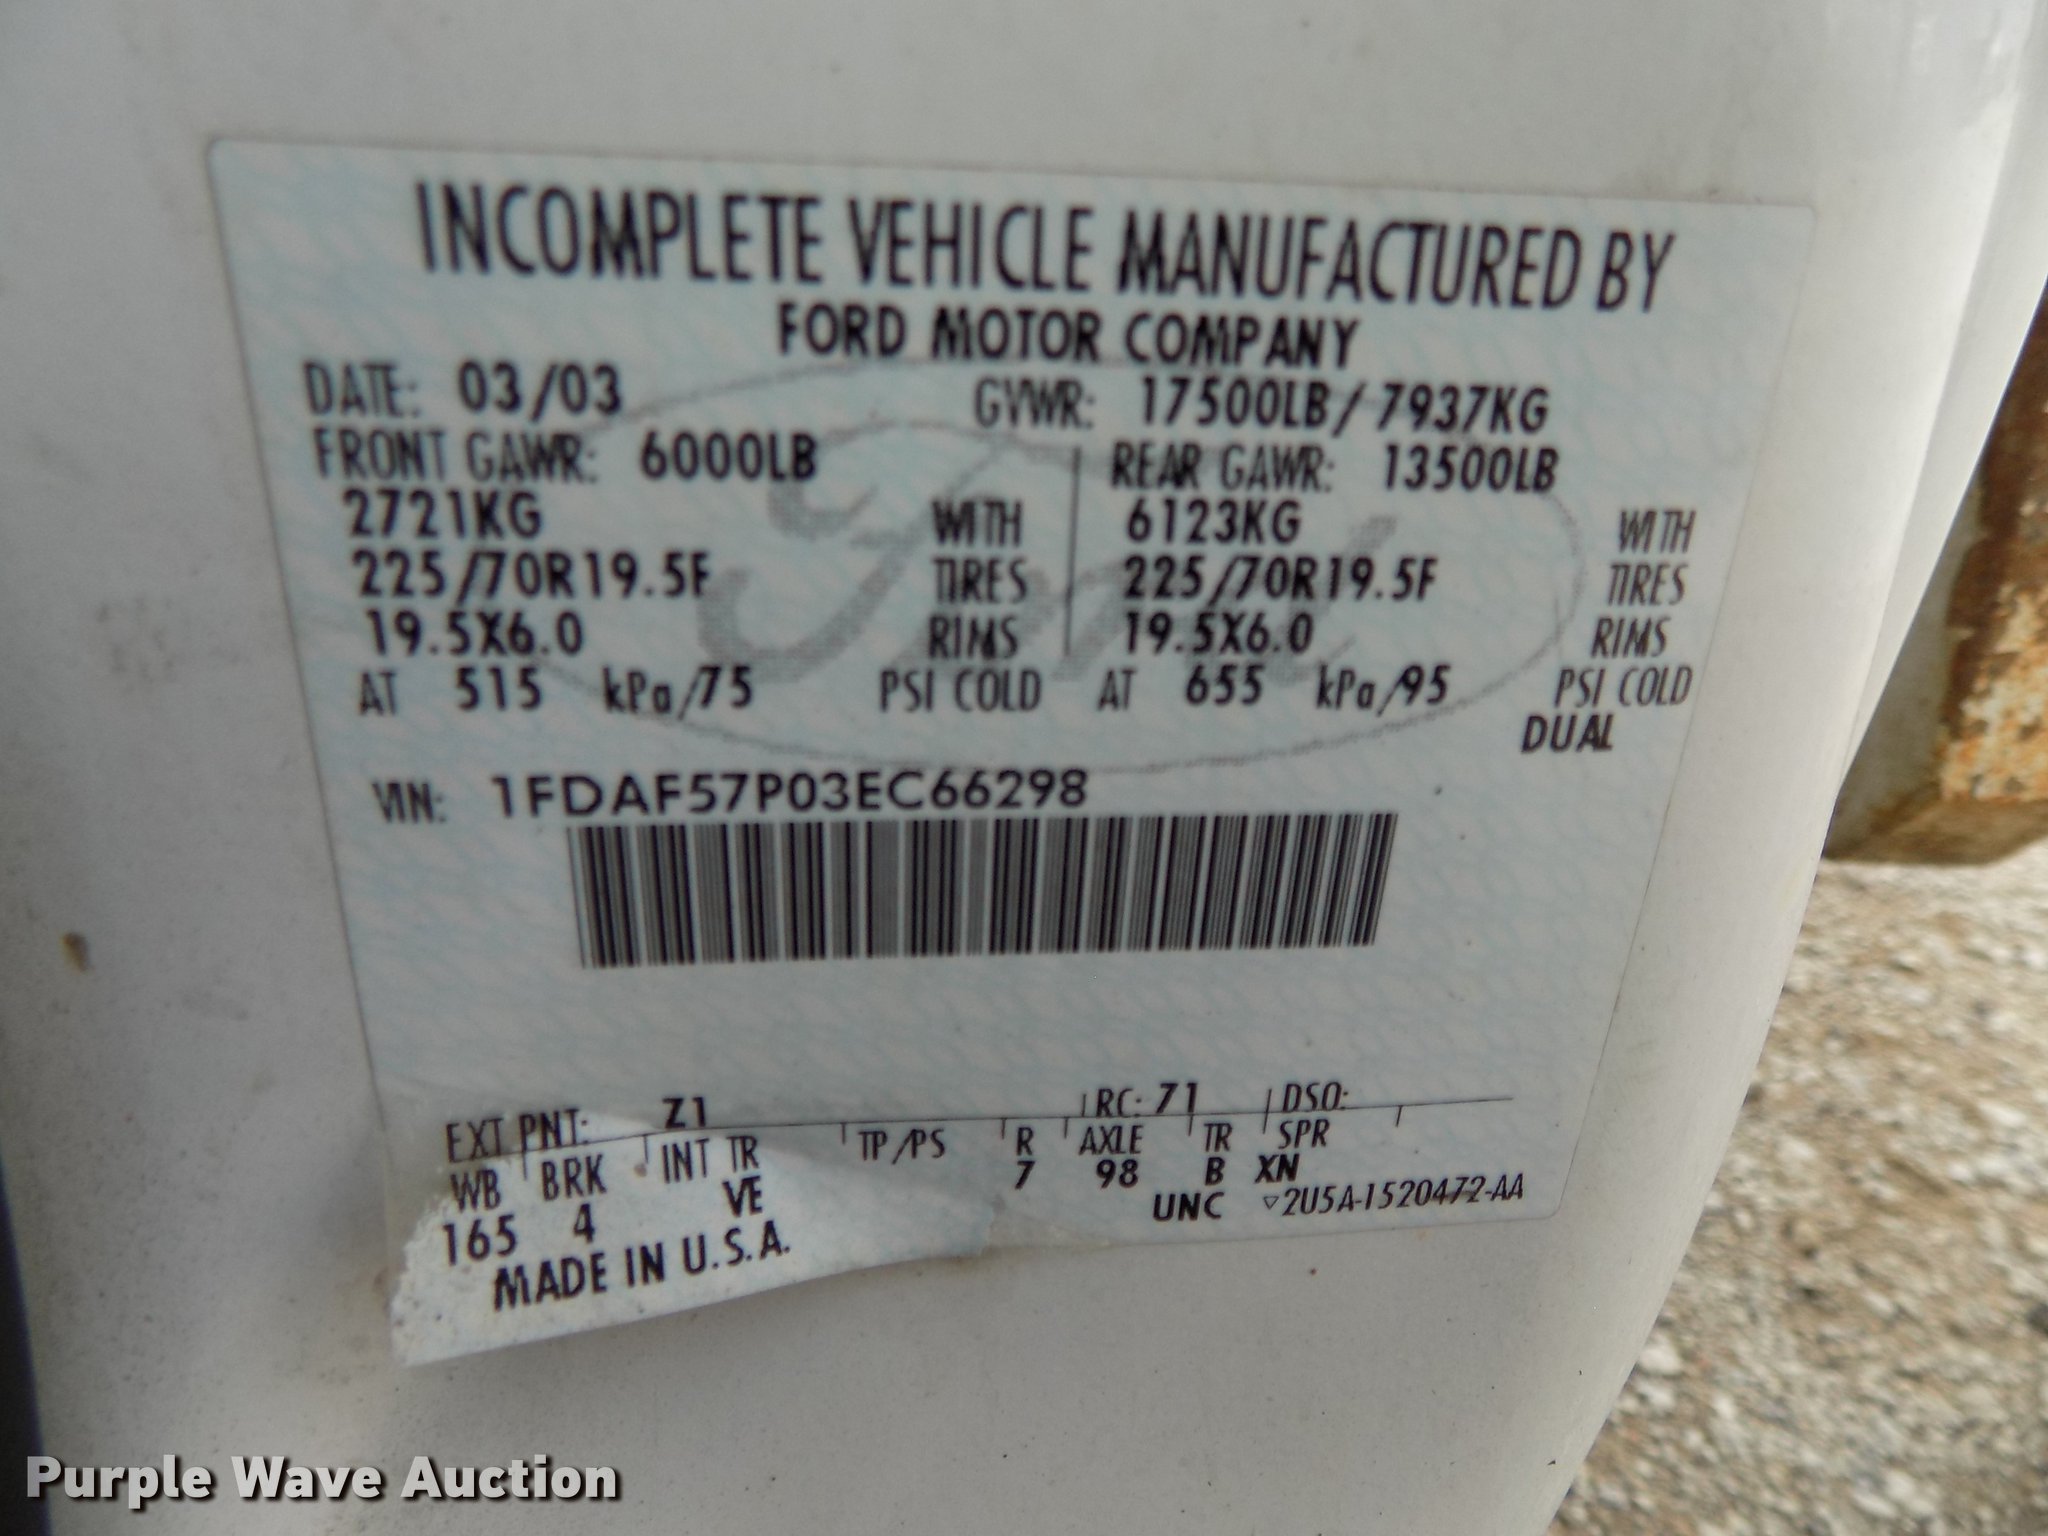 INCOMPLETE VEHICLE MANUFACTURED BY
FORD MOTOR COMPANY
DATE: 03/03 GVWR: 17500LB/7937KG
FRONT GAWR: 6000LB REAR GAWR: 13500LB
2721KG WITH 6123KG WITH
225/70R19.5F TIRES 225/70R19.5F TIRES
19.5X6.0 RIMS 19.5X6.0 RIMS
AT 515 kPa/75 PSI COLD AT 655 kPa/95 PSI COLD
DUAL
VIN: 1FDAF57P03EC66298
EXT PNT: Z1 RC: 71 DSO:
WB BRK INT TR TP/PS R AXLE TR SPR
165 4 VE 7 98 B XN
MADE IN U.S.A. UNC ▽2U5A-1520472-AA
Purple Wave Auction